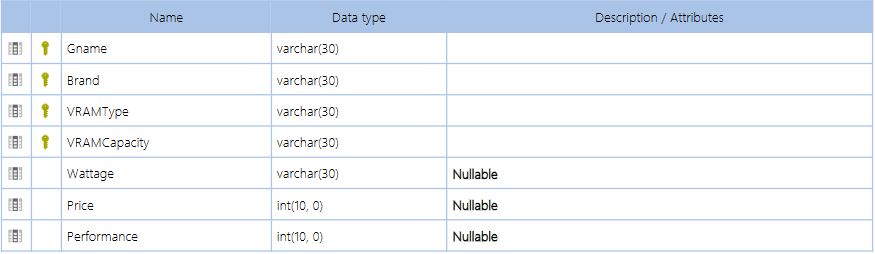 Name Data type Description / Attributes
Gname varchar(30)
Brand varchar(30)
VRAMType varchar(30)
VRAMCapacity varchar(30)
Wattage varchar(30) Nullable
Price int(10, 0) Nullable
Performance int(10, 0) Nullable